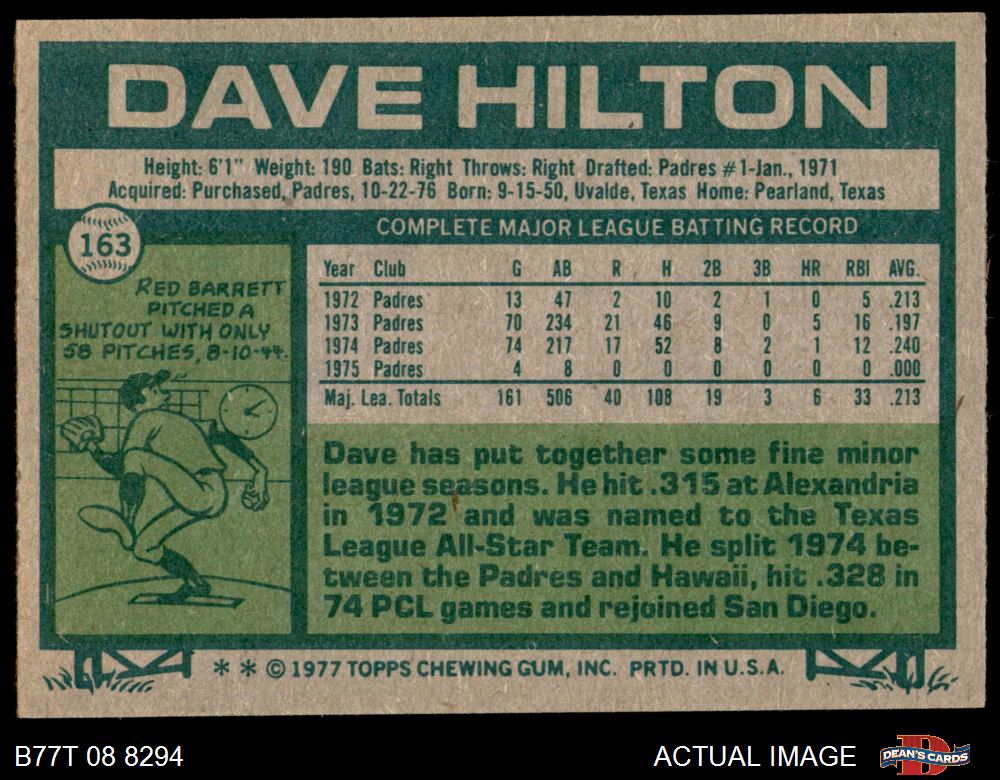 DAVE HILTON
Height: 6'1" Weight: 190 Bats: Right Throws: Right Drafted: Padres #1-Jan., 1971
Acquired: Purchased, Padres, 10-22-76 Born: 9-15-50, Uvalde, Texas Home: Pearland, Texas
163
RED BARRETT
PITCHED A
SHUTOUT WITH ONLY
58 PITCHES, 8-10-44.
COMPLETE MAJOR LEAGUE BATTING RECORD
Year Club G AB R H 2B 3B HR RBI AVG.
1972 Padres 13 47 2 10 2 1 0 5 .213
1973 Padres 70 234 21 46 9 0 5 16 .197
1974 Padres 74 217 17 52 8 2 1 12 .240
1975 Padres 4 8 0 0 0 0 0 0 .000
Maj. Lea. Totals 161 506 40 108 19 3 6 33 .213
Dave has put together some fine minor
league seasons. He hit .315 at Alexandria
in 1972 and was named to the Texas
League All-Star Team. He split 1974 be-
tween the Padres and Hawaii, hit .328 in
74 PCL games and rejoined San Diego.
* * © 1977 TOPPS CHEWING GUM, INC. PRTD. IN U.S.A.
B77T 08 8294
ACTUAL IMAGE
D
DEAN'S CARDS